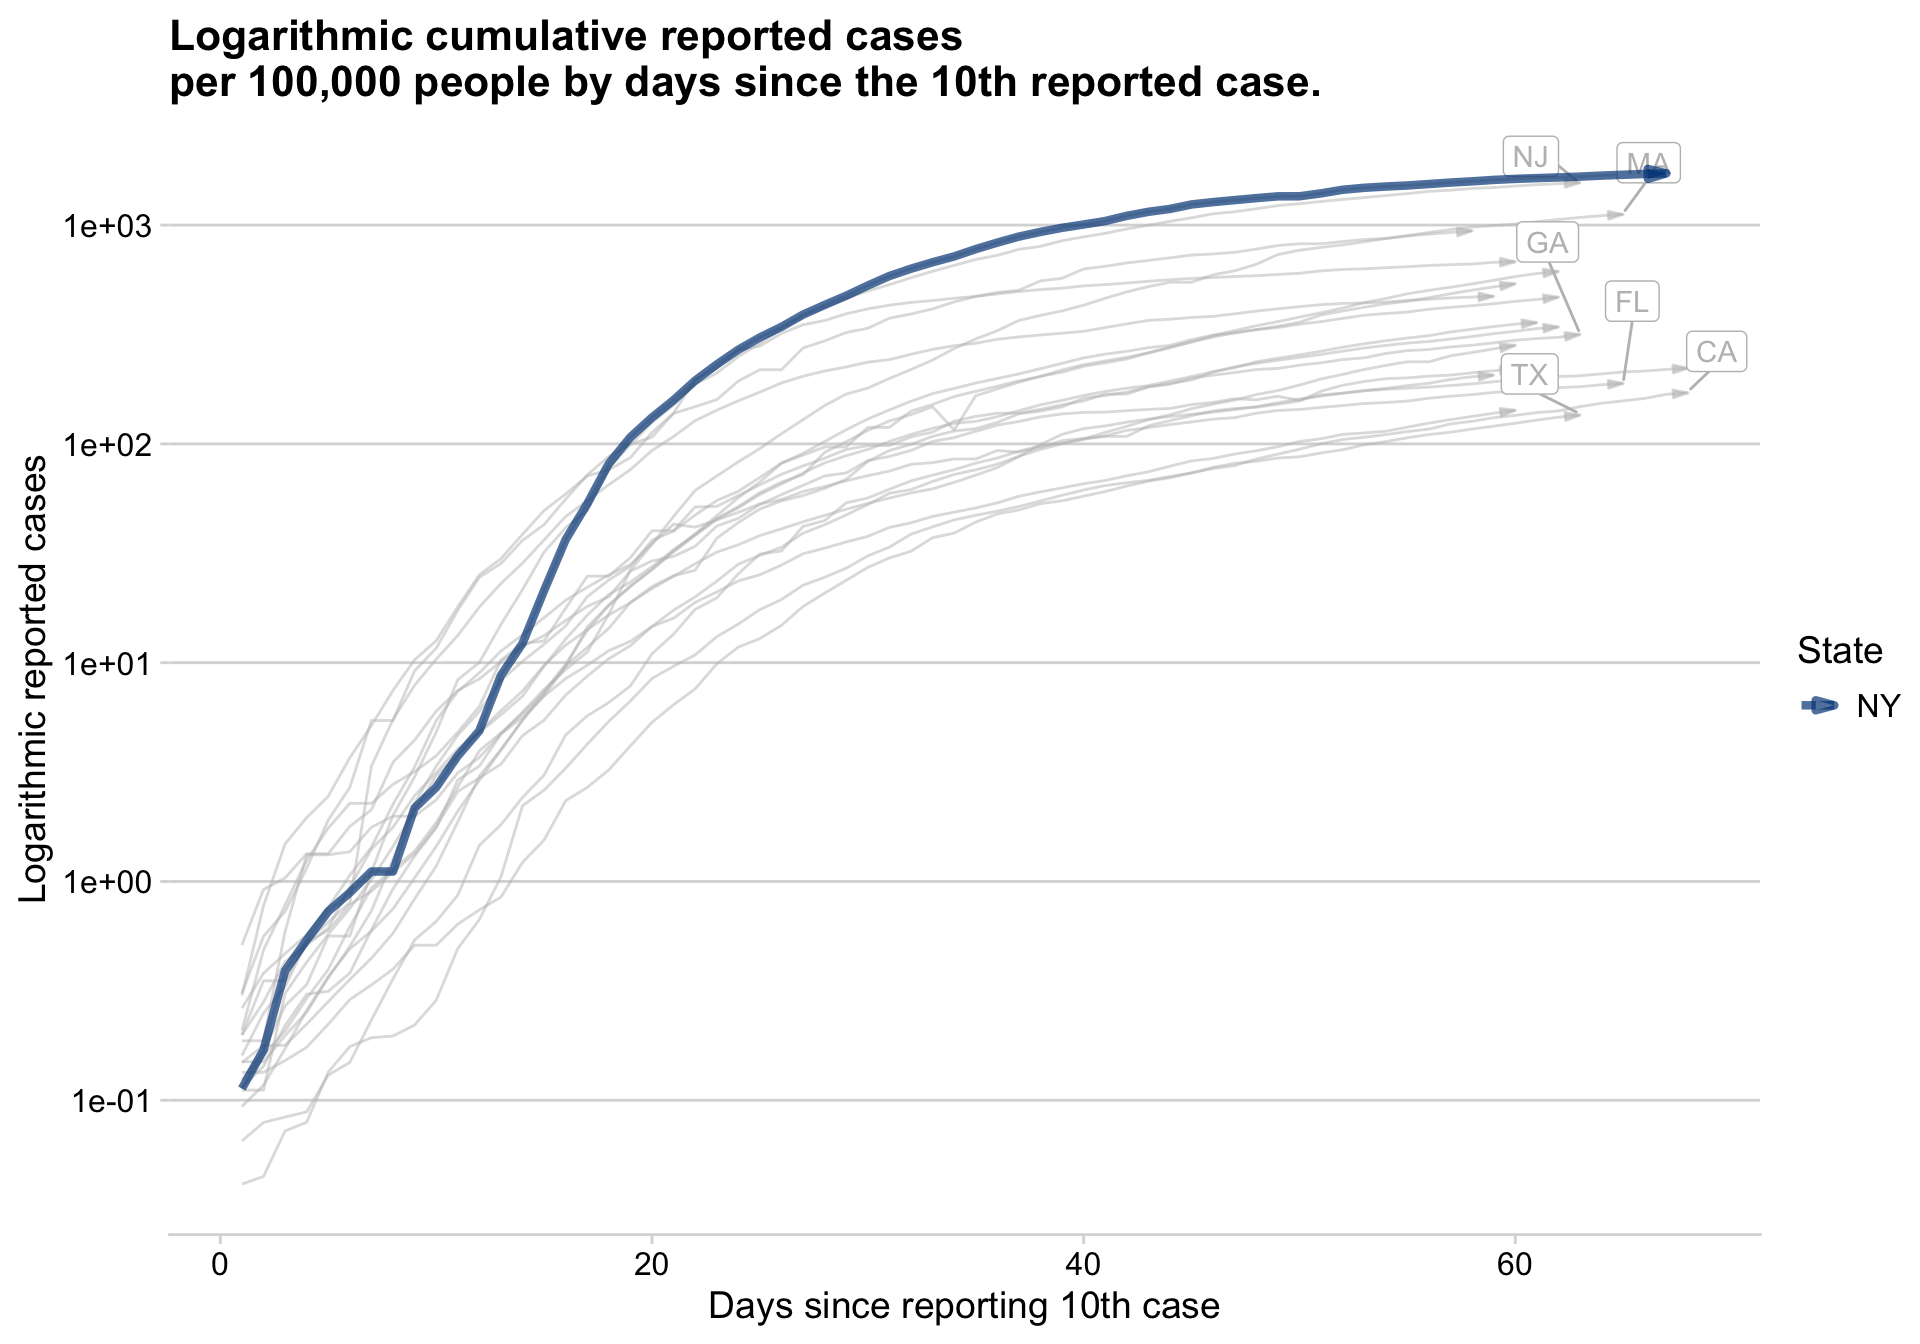 Logarithmic cumulative reported cases
per 100,000 people by days since the 10th reported case.
NJ
MA
GA
FL
CA
TX
1e+03
1e+02
1e+01
1e+00
1e-01
Logarithmic reported cases
0 20 40 60
Days since reporting 10th case
State
NY